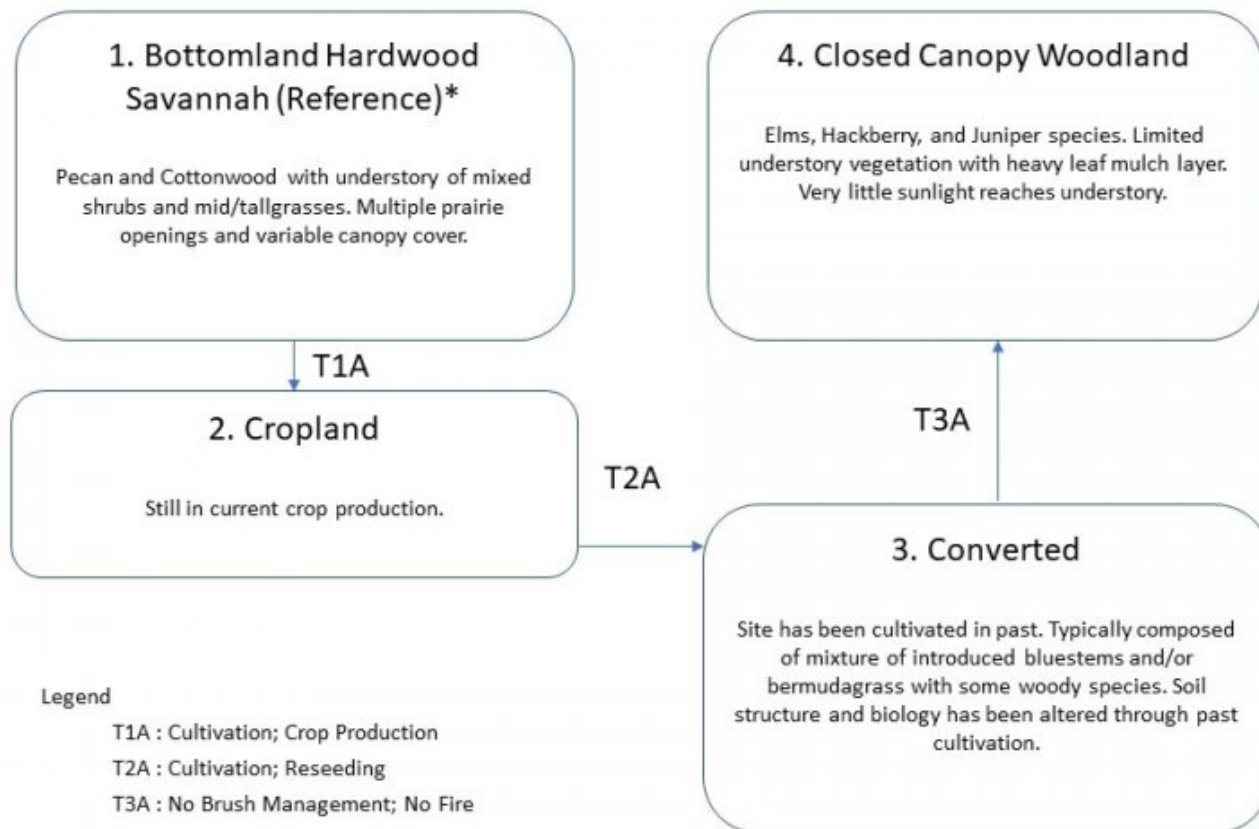 1. Bottomland Hardwood
Savannah (Reference)*
Pecan and Cottonwood with understory of mixed
shrubs and mid/tallgrasses. Multiple prairie
openings and variable canopy cover.
4. Closed Canopy Woodland
Elms, Hackberry, and Juniper species. Limited
understory vegetation with heavy leaf mulch layer.
Very little sunlight reaches understory.
T1A
2. Cropland
Still in current crop production.
T2A
T3A
3. Converted
Site has been cultivated in past. Typically composed
of mixture of introduced bluestems and/or
bermudagrass with some woody species. Soil
structure and biology has been altered through past
cultivation.
Legend
T1A : Cultivation; Crop Production
T2A : Cultivation; Reseeding
T3A : No Brush Management; No Fire